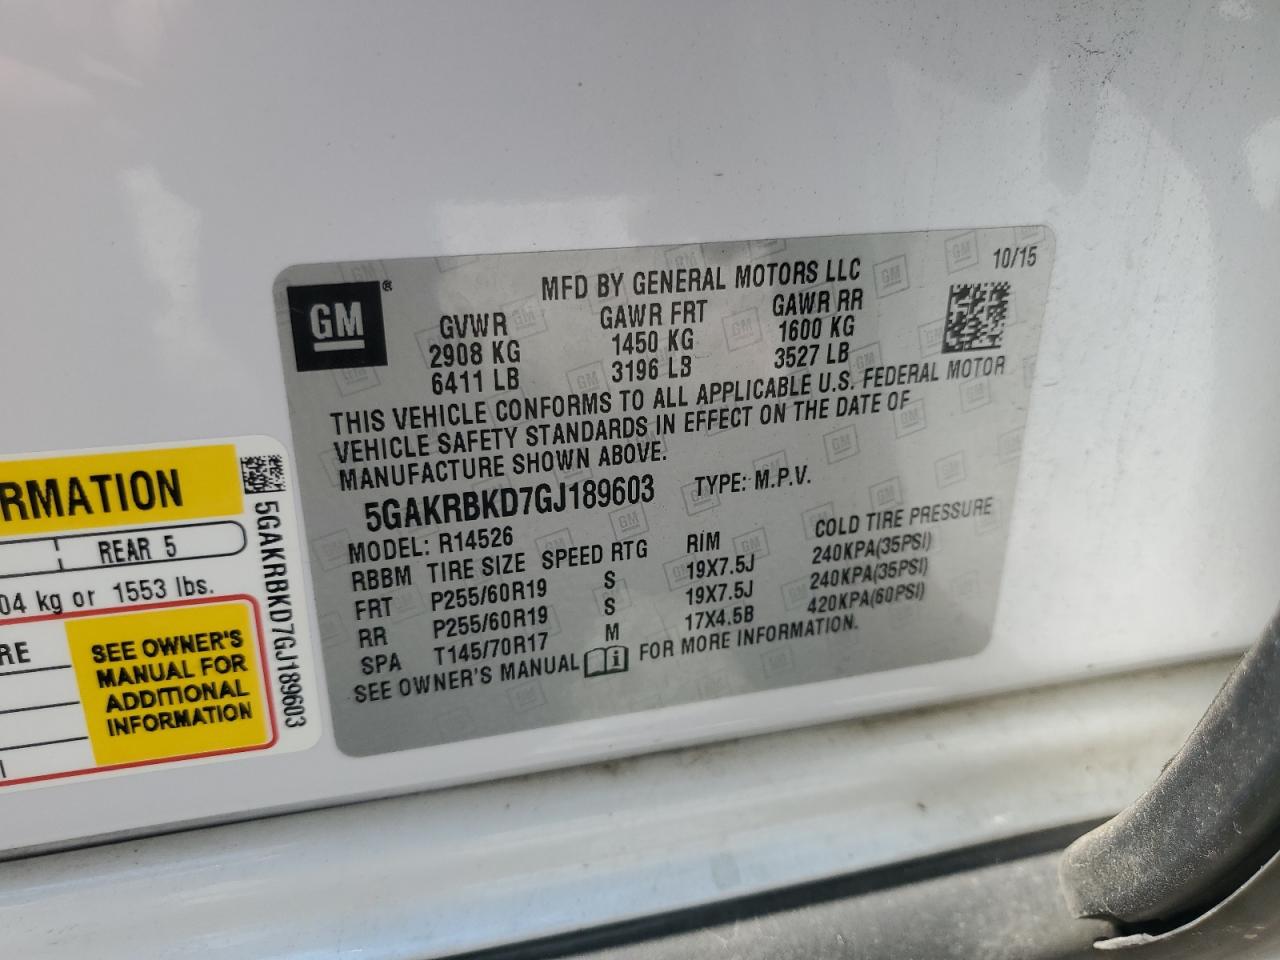 GM®
MFD BY GENERAL MOTORS LLC 10/15
GVWR GAWR FRT GAWR RR
2908 KG 1450 KG 1600 KG
6411 LB 3196 LB 3527 LB
THIS VEHICLE CONFORMS TO ALL APPLICABLE U.S. FEDERAL MOTOR
VEHICLE SAFETY STANDARDS IN EFFECT ON THE DATE OF
MANUFACTURE SHOWN ABOVE.
5GAKRBKD7GJ189603 TYPE: M.P.V.
MODEL: R14526
RBBM TIRE SIZE SPEED RTG RIM COLD TIRE PRESSURE
FRT P255/60R19 S 19X7.5J 240KPA(35PSI)
RR P255/60R19 S 19X7.5J 240KPA(35PSI)
SPA T145/70R17 M 17X4.5B 420KPA(60PSI)
SEE OWNER'S MANUAL FOR MORE INFORMATION.
RMATION
REAR 5
04 kg or 1553 lbs.
RE
SEE OWNER'S
MANUAL FOR
ADDITIONAL
INFORMATION
5GAKRBKD7GJ189603